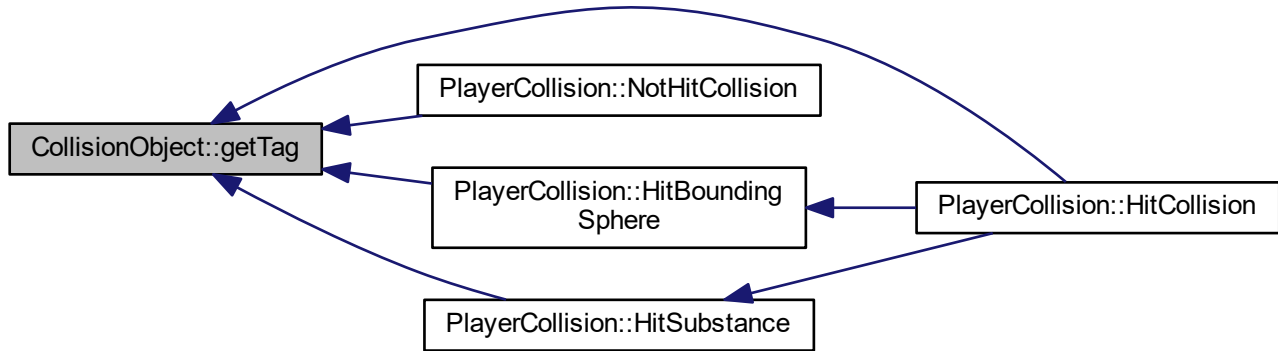 CollisionObject::getTag
PlayerCollision::NotHitCollision
PlayerCollision::HitBounding
Sphere
PlayerCollision::HitSubstance
PlayerCollision::HitCollision